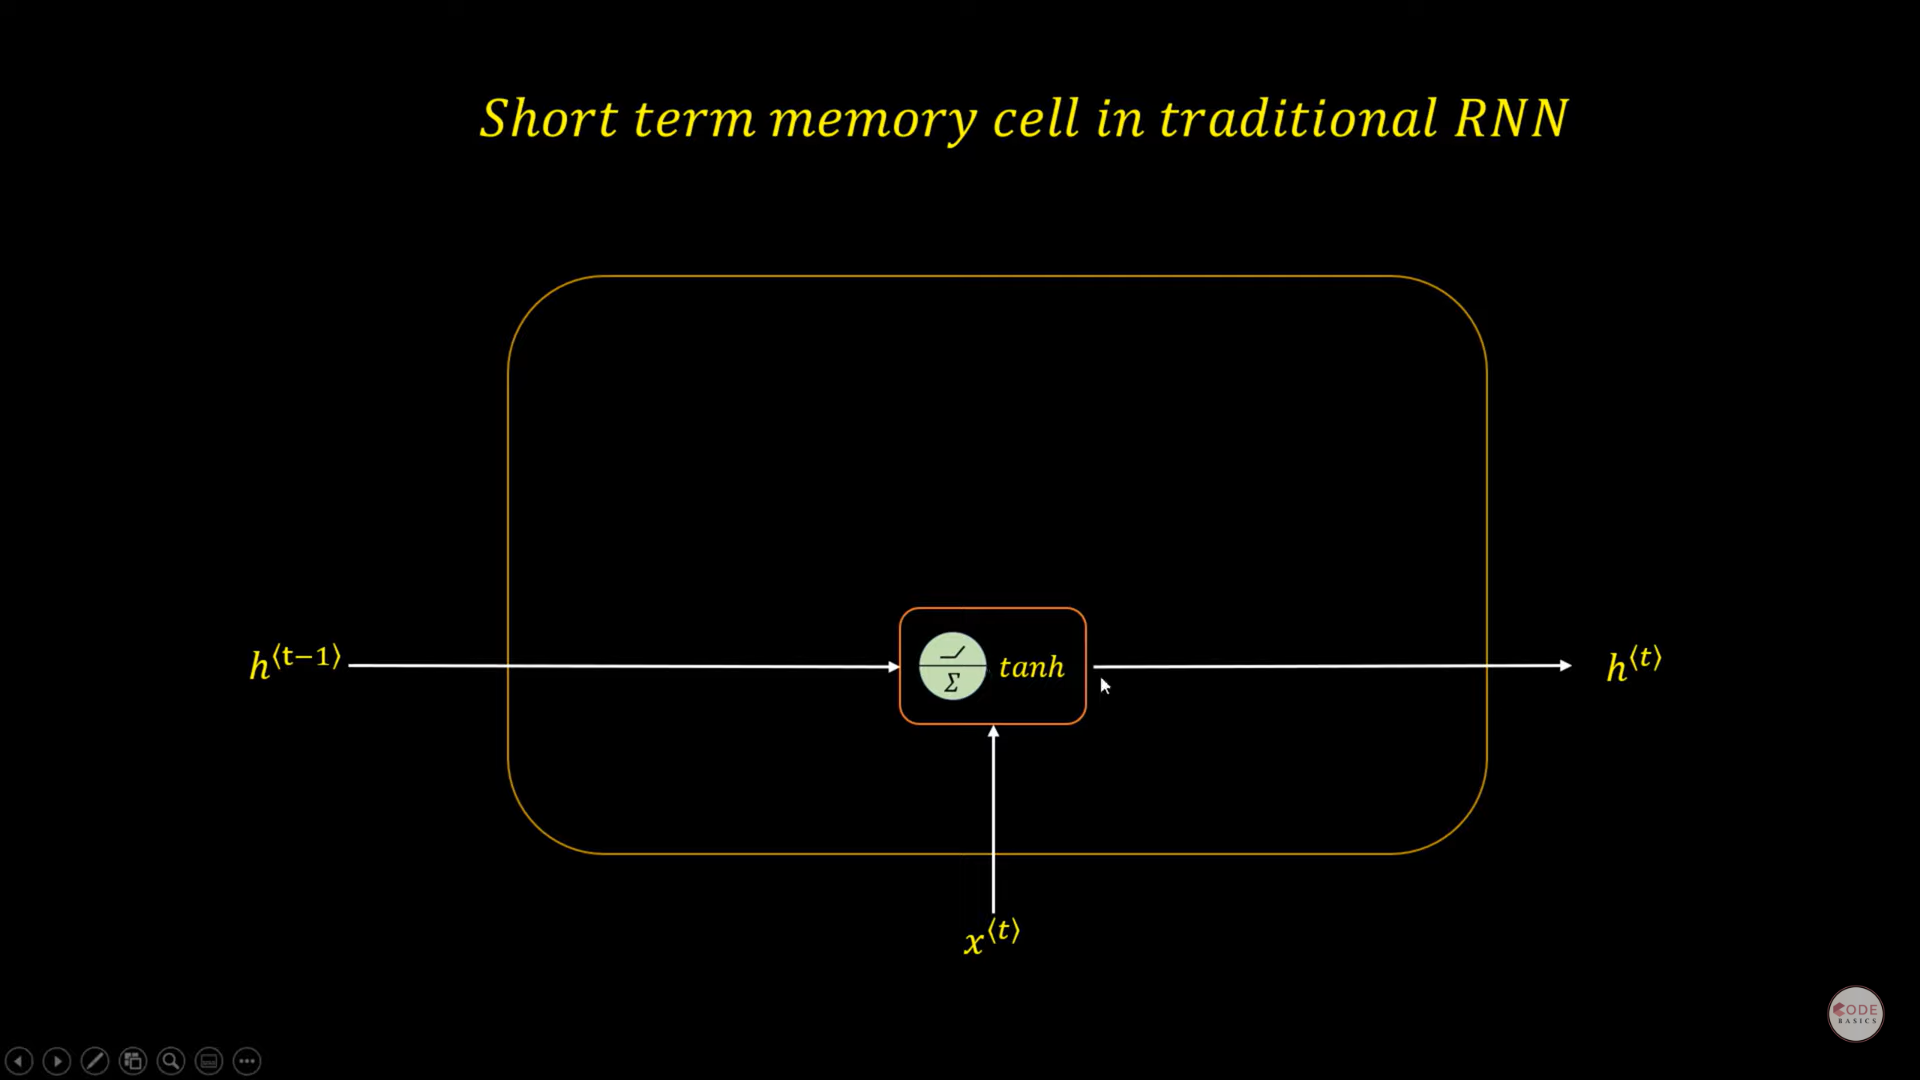 Short term memory cell in traditional RNN
h⟨t−1⟩
Σ
tanh
h⟨t⟩
x⟨t⟩
CODE
BASICS